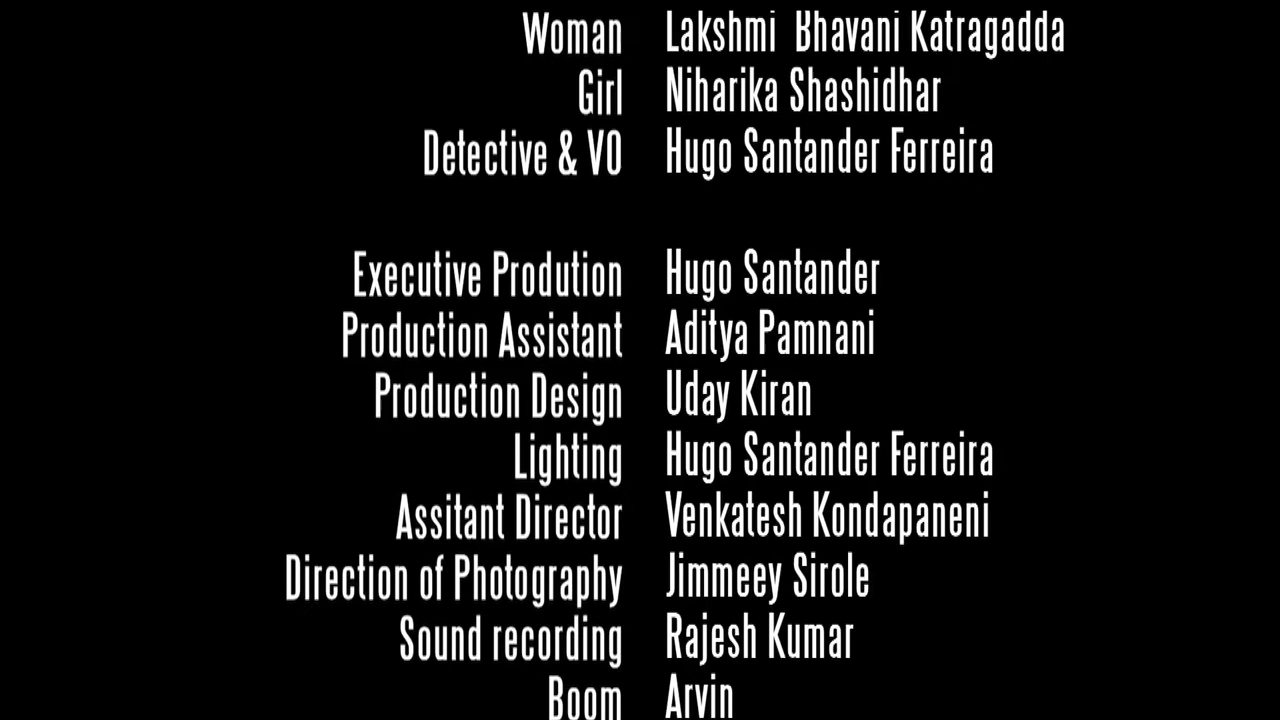 Woman Lakshmi Bhavani Katragadda
Girl Niharika Shashidhar
Detective & VO Hugo Santander Ferreira
Executive Prodution Hugo Santander
Production Assistant Aditya Pamnani
Production Design Uday Kiran
Lighting Hugo Santander Ferreira
Assitant Director Venkatesh Kondapaneni
Direction of Photography Jimmeey Sirole
Sound recording Rajesh Kumar
Boom Arvin